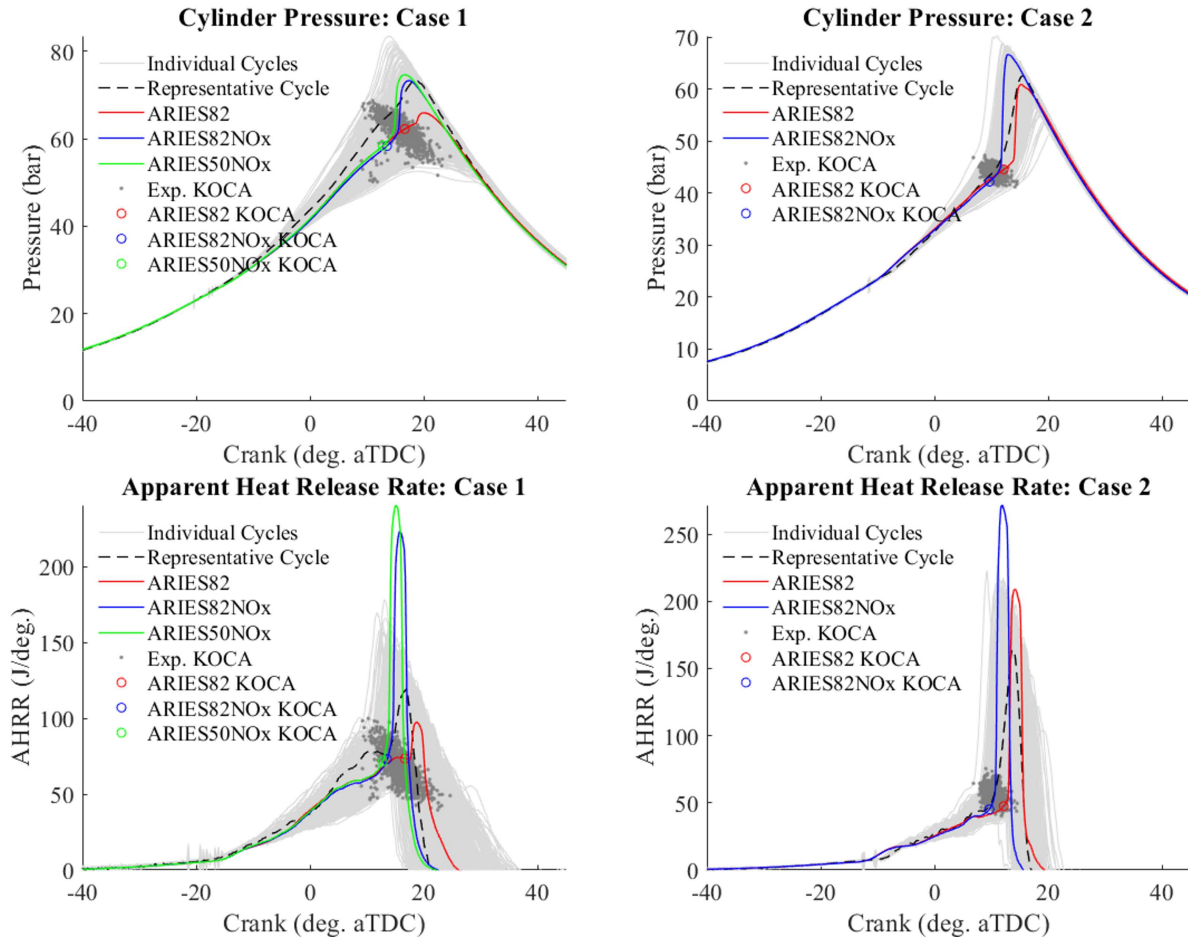 Cylinder Pressure: Case 1
80
60
40
20
0
Pressure (bar)
Individual Cycles
Representative Cycle
ARIES82
ARIES82NOx
ARIES50NOx
Exp. KOCA
ARIES82 KOCA
ARIES82NOx KOCA
ARIES50NOx KOCA
-40
-20
0
20
40
Crank (deg. aTDC)
Cylinder Pressure: Case 2
70
60
50
40
30
20
10
0
Pressure (bar)
Individual Cycles
Representative Cycle
ARIES82
ARIES82NOx
Exp. KOCA
ARIES82 KOCA
ARIES82NOx KOCA
-40
-20
0
20
40
Crank (deg. aTDC)
Apparent Heat Release Rate: Case 1
200
150
100
50
0
AHRR (J/deg.)
Individual Cycles
Representative Cycle
ARIES82
ARIES82NOx
ARIES50NOx
Exp. KOCA
ARIES82 KOCA
ARIES82NOx KOCA
ARIES50NOx KOCA
-40
-20
0
20
40
Crank (deg. aTDC)
Apparent Heat Release Rate: Case 2
250
200
150
100
50
0
AHRR (J/deg.)
Individual Cycles
Representative Cycle
ARIES82
ARIES82NOx
Exp. KOCA
ARIES82 KOCA
ARIES82NOx KOCA
-40
-20
0
20
40
Crank (deg. aTDC)